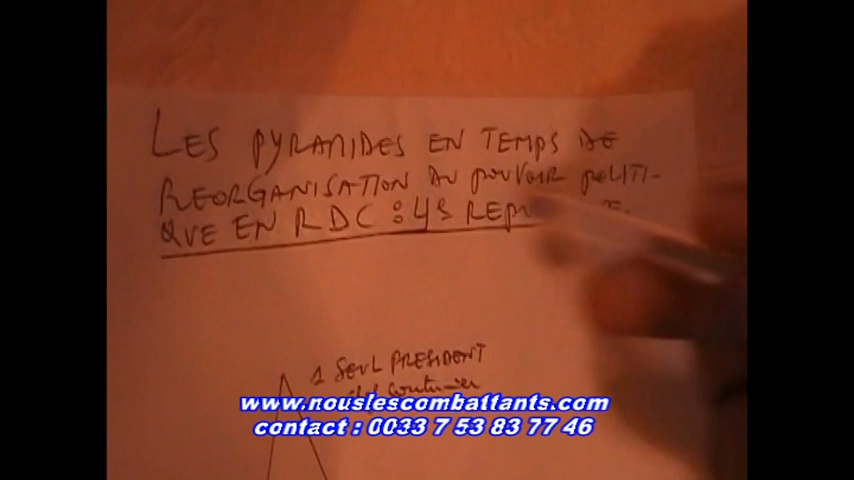 LES PYRAMIDES EN TEMPS DE
REORGANISATION DU POUVOIR POLITI-
QUE EN RDC : 4e
1 SEUL PRESIDENT
www.nouslescombattants.com
contact : 0033 7 53 83 77 46